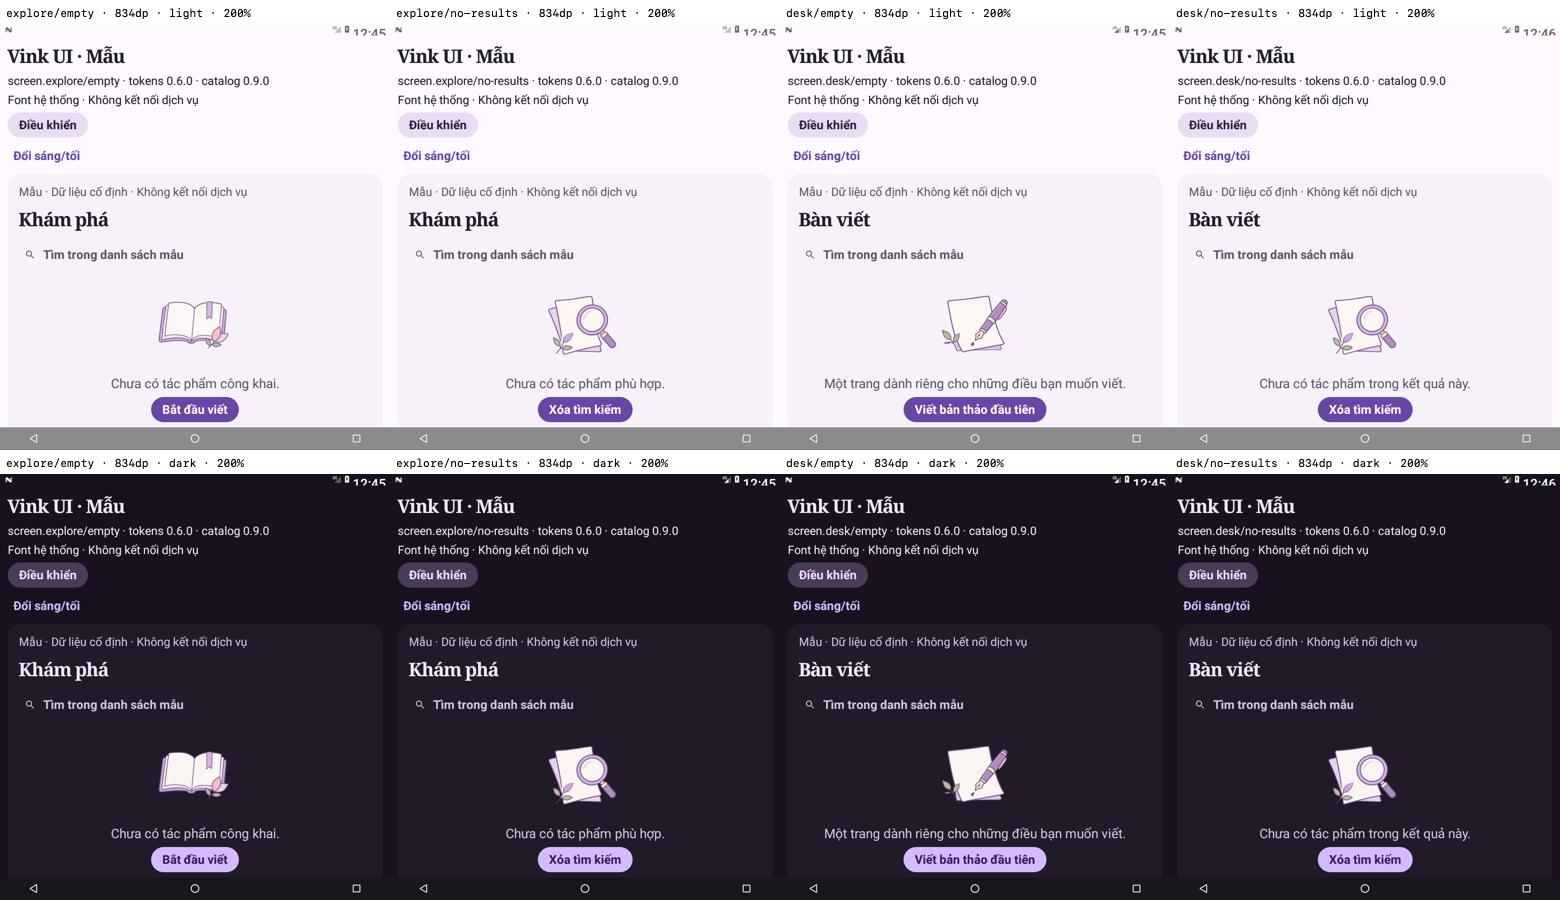 explore/empty · 834dp · light · 200%
12:45
Vink UI · Mẫu
screen.explore/empty · tokens 0.6.0 · catalog 0.9.0
Font hệ thống · Không kết nối dịch vụ
Điều khiển
Đổi sáng/tối
Mẫu · Dữ liệu cố định · Không kết nối dịch vụ
Khám phá
Tìm trong danh sách mẫu
Chưa có tác phẩm công khai.
Bắt đầu viết
explore/no-results · 834dp · light · 200%
12:45
Vink UI · Mẫu
screen.explore/no-results · tokens 0.6.0 · catalog 0.9.0
Font hệ thống · Không kết nối dịch vụ
Điều khiển
Đổi sáng/tối
Mẫu · Dữ liệu cố định · Không kết nối dịch vụ
Khám phá
Tìm trong danh sách mẫu
Chưa có tác phẩm phù hợp.
Xóa tìm kiếm
desk/empty · 834dp · light · 200%
12:45
Vink UI · Mẫu
screen.desk/empty · tokens 0.6.0 · catalog 0.9.0
Font hệ thống · Không kết nối dịch vụ
Điều khiển
Đổi sáng/tối
Mẫu · Dữ liệu cố định · Không kết nối dịch vụ
Bàn viết
Tìm trong danh sách mẫu
Một trang dành riêng cho những điều bạn muốn viết.
Viết bản thảo đầu tiên
desk/no-results · 834dp · light · 200%
12:46
Vink UI · Mẫu
screen.desk/no-results · tokens 0.6.0 · catalog 0.9.0
Font hệ thống · Không kết nối dịch vụ
Điều khiển
Đổi sáng/tối
Mẫu · Dữ liệu cố định · Không kết nối dịch vụ
Bàn viết
Tìm trong danh sách mẫu
Chưa có tác phẩm trong kết quả này.
Xóa tìm kiếm
explore/empty · 834dp · dark · 200%
12:45
Vink UI · Mẫu
screen.explore/empty · tokens 0.6.0 · catalog 0.9.0
Font hệ thống · Không kết nối dịch vụ
Điều khiển
Đổi sáng/tối
Mẫu · Dữ liệu cố định · Không kết nối dịch vụ
Khám phá
Tìm trong danh sách mẫu
Chưa có tác phẩm công khai.
Bắt đầu viết
explore/no-results · 834dp · dark · 200%
12:45
Vink UI · Mẫu
screen.explore/no-results · tokens 0.6.0 · catalog 0.9.0
Font hệ thống · Không kết nối dịch vụ
Điều khiển
Đổi sáng/tối
Mẫu · Dữ liệu cố định · Không kết nối dịch vụ
Khám phá
Tìm trong danh sách mẫu
Chưa có tác phẩm phù hợp.
Xóa tìm kiếm
desk/empty · 834dp · dark · 200%
12:45
Vink UI · Mẫu
screen.desk/empty · tokens 0.6.0 · catalog 0.9.0
Font hệ thống · Không kết nối dịch vụ
Điều khiển
Đổi sáng/tối
Mẫu · Dữ liệu cố định · Không kết nối dịch vụ
Bàn viết
Tìm trong danh sách mẫu
Một trang dành riêng cho những điều bạn muốn viết.
Viết bản thảo đầu tiên
desk/no-results · 834dp · dark · 200%
12:46
Vink UI · Mẫu
screen.desk/no-results · tokens 0.6.0 · catalog 0.9.0
Font hệ thống · Không kết nối dịch vụ
Điều khiển
Đổi sáng/tối
Mẫu · Dữ liệu cố định · Không kết nối dịch vụ
Bàn viết
Tìm trong danh sách mẫu
Chưa có tác phẩm trong kết quả này.
Xóa tìm kiếm